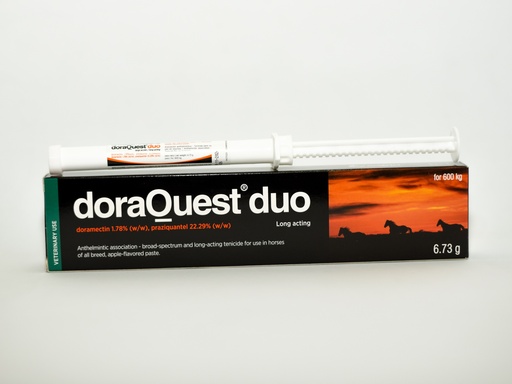 doraQuest duo
doraQuest® duo
for 600 kg
Long acting
doramectin 1.78% (w/w), praziquantel 22.29% (w/w)
VETERINARY USE
Anthelmintic association - broad-spectrum and long-acting tenicide for use in horses
of all breed, apple-flavored paste.
6.73 g